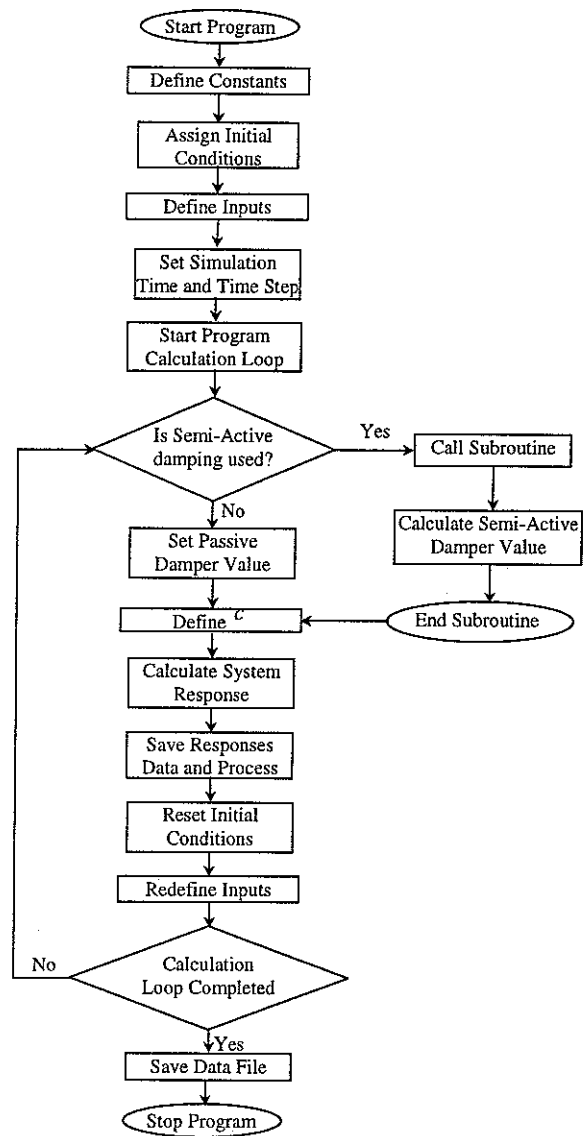 Start Program
Define Constants
Assign Initial
Conditions
Define Inputs
Set Simulation
Time and Time Step
Start Program
Calculation Loop
Is Semi-Active
damping used?
Yes
Call Subroutine
No
Calculate Semi-Active
Damper Value
Set Passive
Damper Value
Define C
End Subroutine
Calculate System
Response
Save Responses
Data and Process
Reset Initial
Conditions
Redefine Inputs
No
Calculation
Loop Completed
Yes
Save Data File
Stop Program